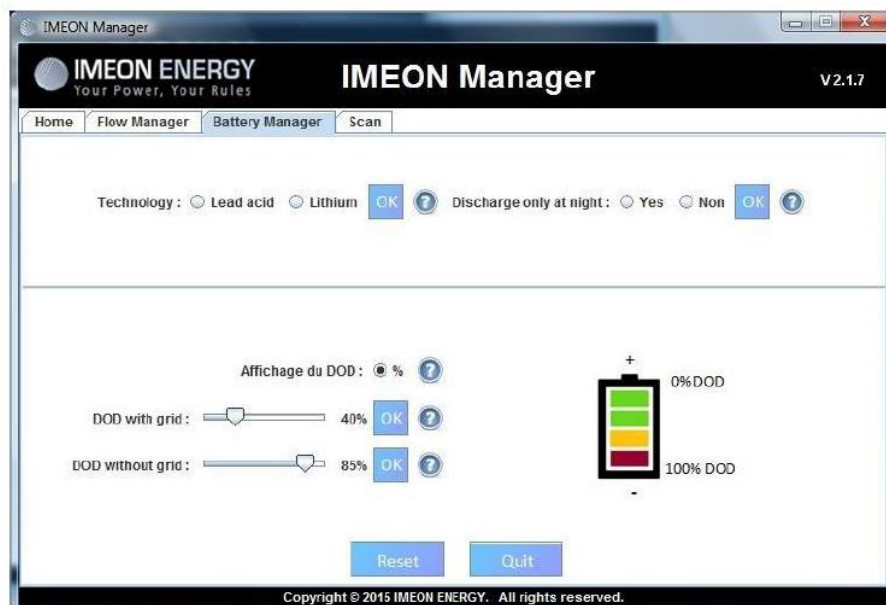 IMEON Manager
IMEON ENERGY
Your Power, Your Rules
IMEON Manager
V 2.1.7
Home Flow Manager Battery Manager Scan
Technology : Lead acid Lithium OK ? Discharge only at night : Yes Non OK ?
Affichage du DOD : % ?
DOD with grid : 40% OK ?
DOD without grid : 85% OK ?
+
0%DOD
100% DOD
-
Reset Quit
Copyright © 2015 IMEON ENERGY. All rights reserved.